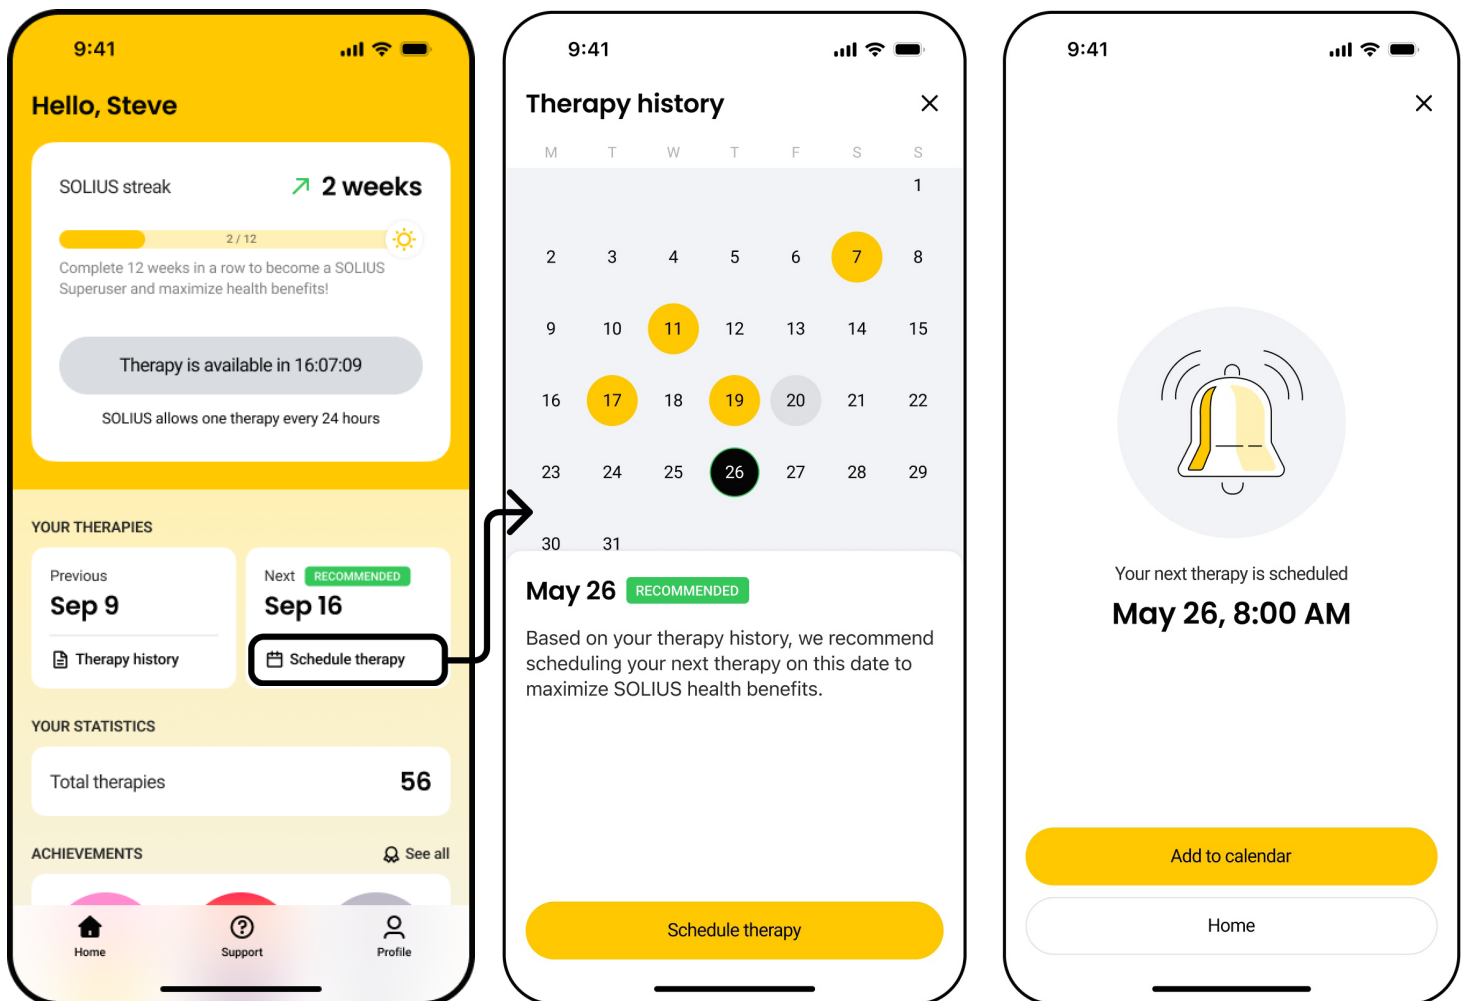 9:41
Hello, Steve
SOLIUS streak
2 weeks
2 / 12
Complete 12 weeks in a row to become a SOLIUS
Superuser and maximize health benefits!
Therapy is available in 16:07:09
SOLIUS allows one therapy every 24 hours
YOUR THERAPIES
Previous
Sep 9
Therapy history
Next RECOMMENDED
Sep 16
Schedule therapy
YOUR STATISTICS
Total therapies 56
ACHIEVEMENTS
See all
Home
Support
Profile
9:41
Therapy history
M T W T F S S
1
2 3 4 5 6 7 8
9 10 11 12 13 14 15
16 17 18 19 20 21 22
23 24 25 26 27 28 29
30 31
May 26 RECOMMENDED
Based on your therapy history, we recommend
scheduling your next therapy on this date to
maximize SOLIUS health benefits.
Schedule therapy
9:41
Your next therapy is scheduled
May 26, 8:00 AM
Add to calendar
Home